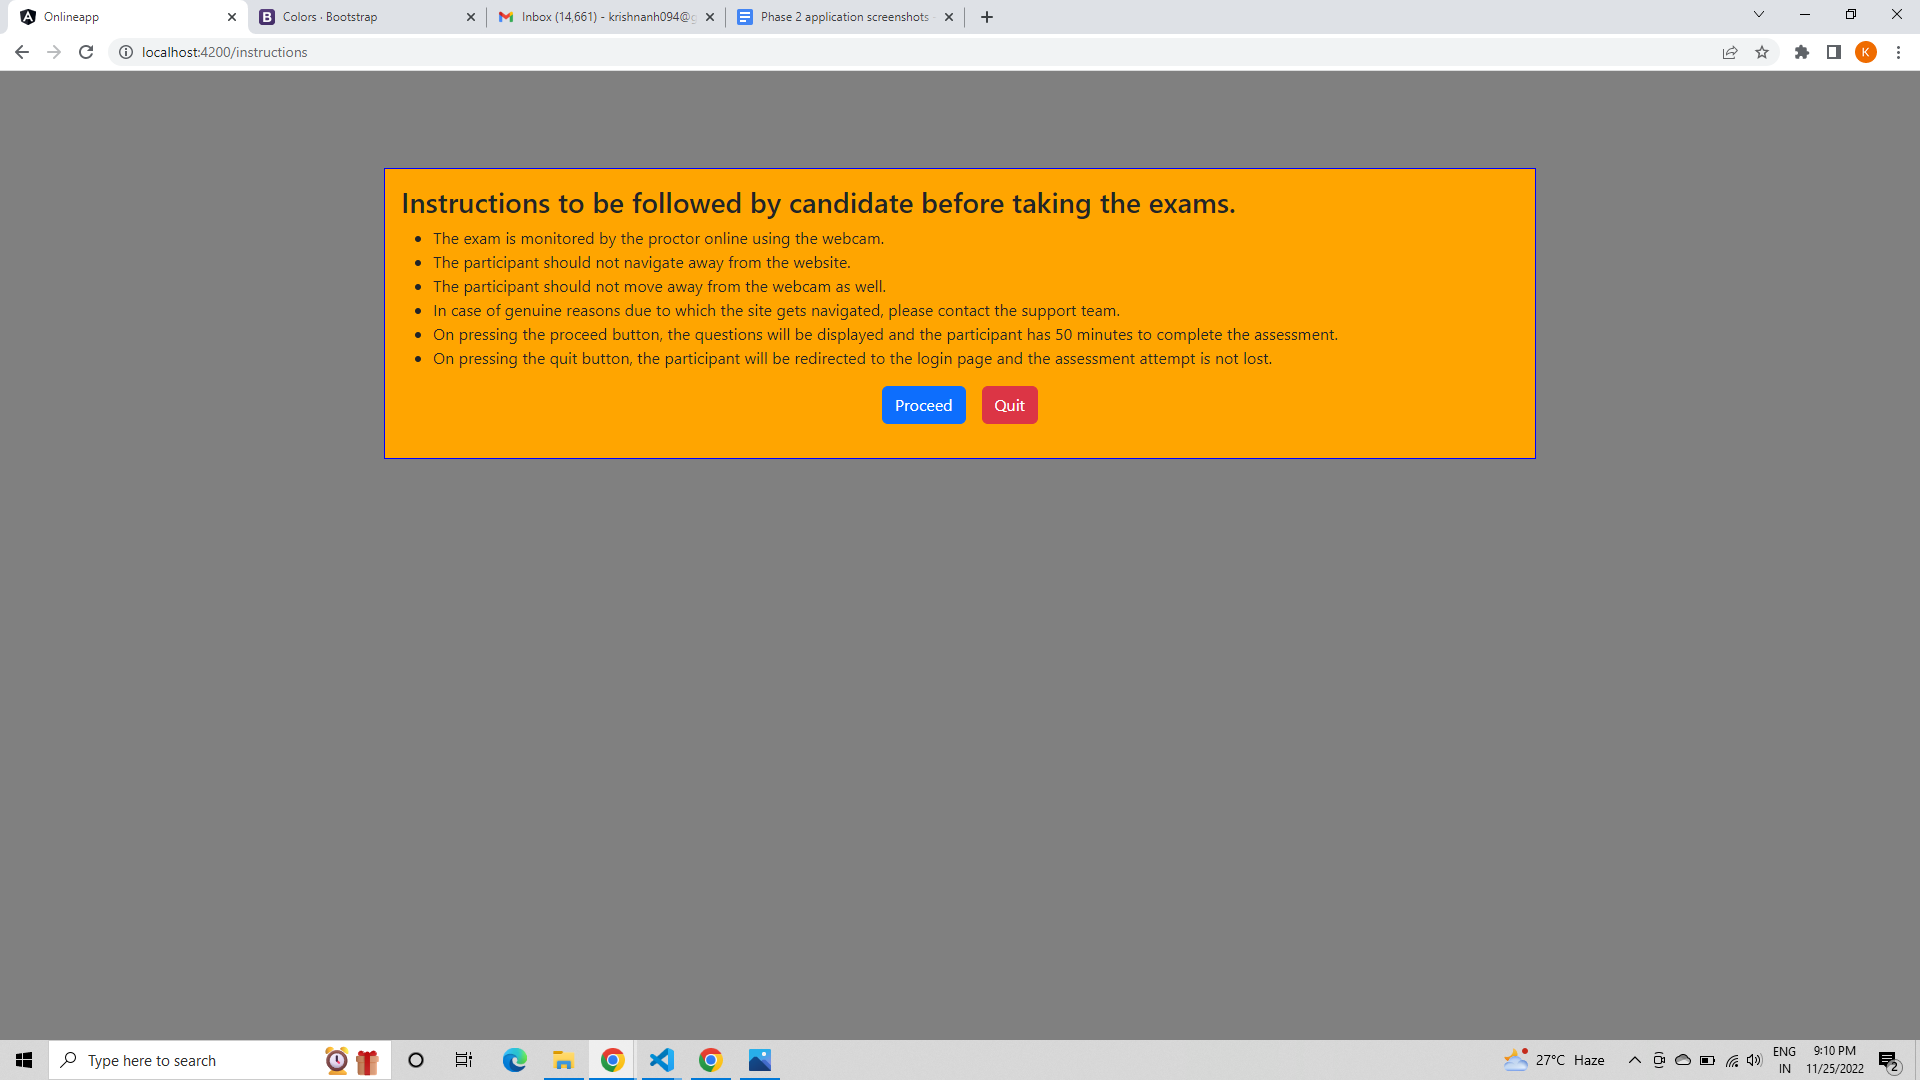 Onlineapp
Colors · Bootstrap
Inbox (14,661) - krishnanh094@g
Phase 2 application screenshots
localhost:4200/instructions
K
Instructions to be followed by candidate before taking the exams.
The exam is monitored by the proctor online using the webcam.
The participant should not navigate away from the website.
The participant should not move away from the webcam as well.
In case of genuine reasons due to which the site gets navigated, please contact the support team.
On pressing the proceed button, the questions will be displayed and the participant has 50 minutes to complete the assessment.
On pressing the quit button, the participant will be redirected to the login page and the assessment attempt is not lost.
Proceed
Quit
Type here to search
27°C Haze
ENG
IN
9:10 PM
11/25/2022
2